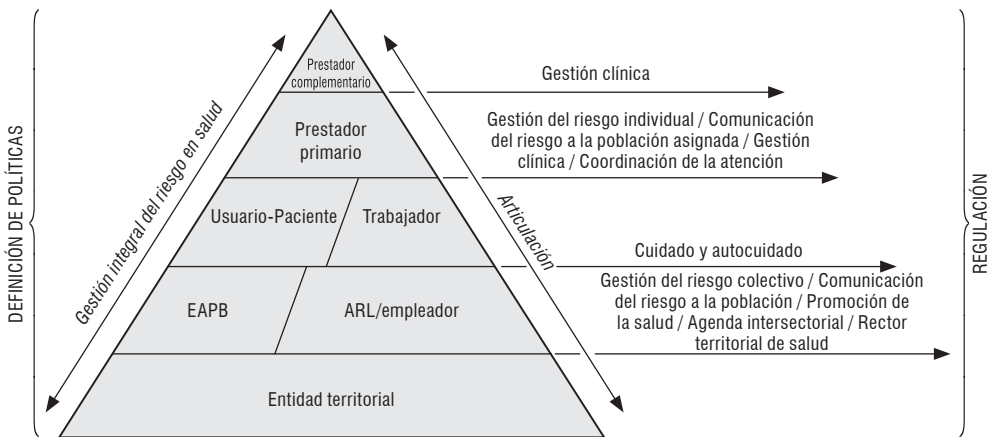 DEFINICIÓN DE POLÍTICAS
Gestión integral del riesgo en salud
Prestador
complementario
Prestador
primario
Usuario-Paciente
Trabajador
EAPB
ARL/empleador
Entidad territorial
Articulación
Gestión clínica
Gestión del riesgo individual / Comunicación
del riesgo a la población asignada / Gestión
clínica / Coordinación de la atención
Cuidado y autocuidado
Gestión del riesgo colectivo / Comunicación
del riesgo a la población / Promoción de
la salud / Agenda intersectorial / Rector
territorial de salud
REGULACIÓN